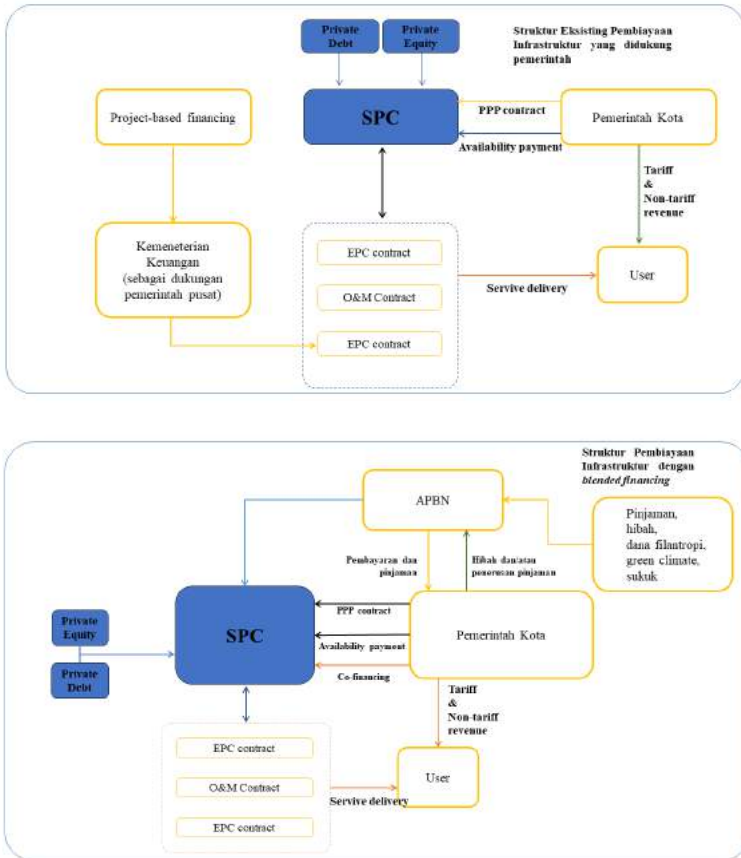 Private
Debt
Private
Equity
Struktur Eksisting Pembiayaan
Infrastruktur yang didukung
pemerintah
Project-based financing
SPC
PPP contract
Availability payment
Pemerintah Kota
Tariff
&
Non-tariff
revenue
Kemeneterian
Keuangan
(sebagai dukungan
pemerintah pusat)
EPC contract
O&M Contract
EPC contract
Servive delivery
User
Struktur Pembiayaan
Infrastruktur dengan
blended financing
APBN
Pinjaman,
hibah,
dana filantropi,
green climate,
sukuk
Pembayaran dan
pinjaman
Hibah dan/atau
penerusan pinjaman
Private
Equity
Private
Debt
SPC
PPP contract
Availability payment
Co-financing
Pemerintah Kota
Tariff
&
Non-tariff
revenue
EPC contract
O&M Contract
EPC contract
Servive delivery
User